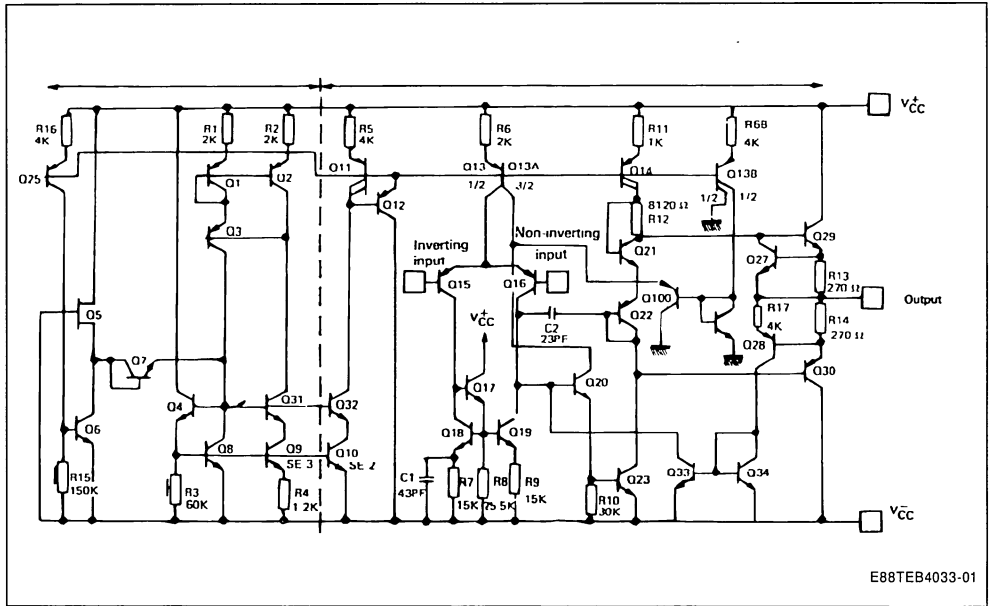 V+CC
R16
4K
R1
2K
R2
2K
R5
4K
R6
2K
R11
1K
R6B
4K
Q25
Q1
Q2
Q11
Q12
Q13
1/2
Q13A
Q14
Q13B
1/2
1/2
8120 Ω
R12
Q29
Q3
Q21
Q27
R13
270 Ω
Inverting
input
Non-inverting
input
Q15
Q16
Q100
Output
R17
4K
R14
270 Ω
Q5
Q7
V+CC
C2
23PF
Q22
Q28
Q30
Q4
Q31
Q32
Q17
Q20
Q6
Q8
Q9
SE 3
Q10
SE 2
Q18
Q19
Q23
Q33
Q34
R15
150K
R3
60K
R4
1 2K
C1
43PF
R7
15K
R8
R9
15K
R10
30K
V-CC
E88TEB4033-01